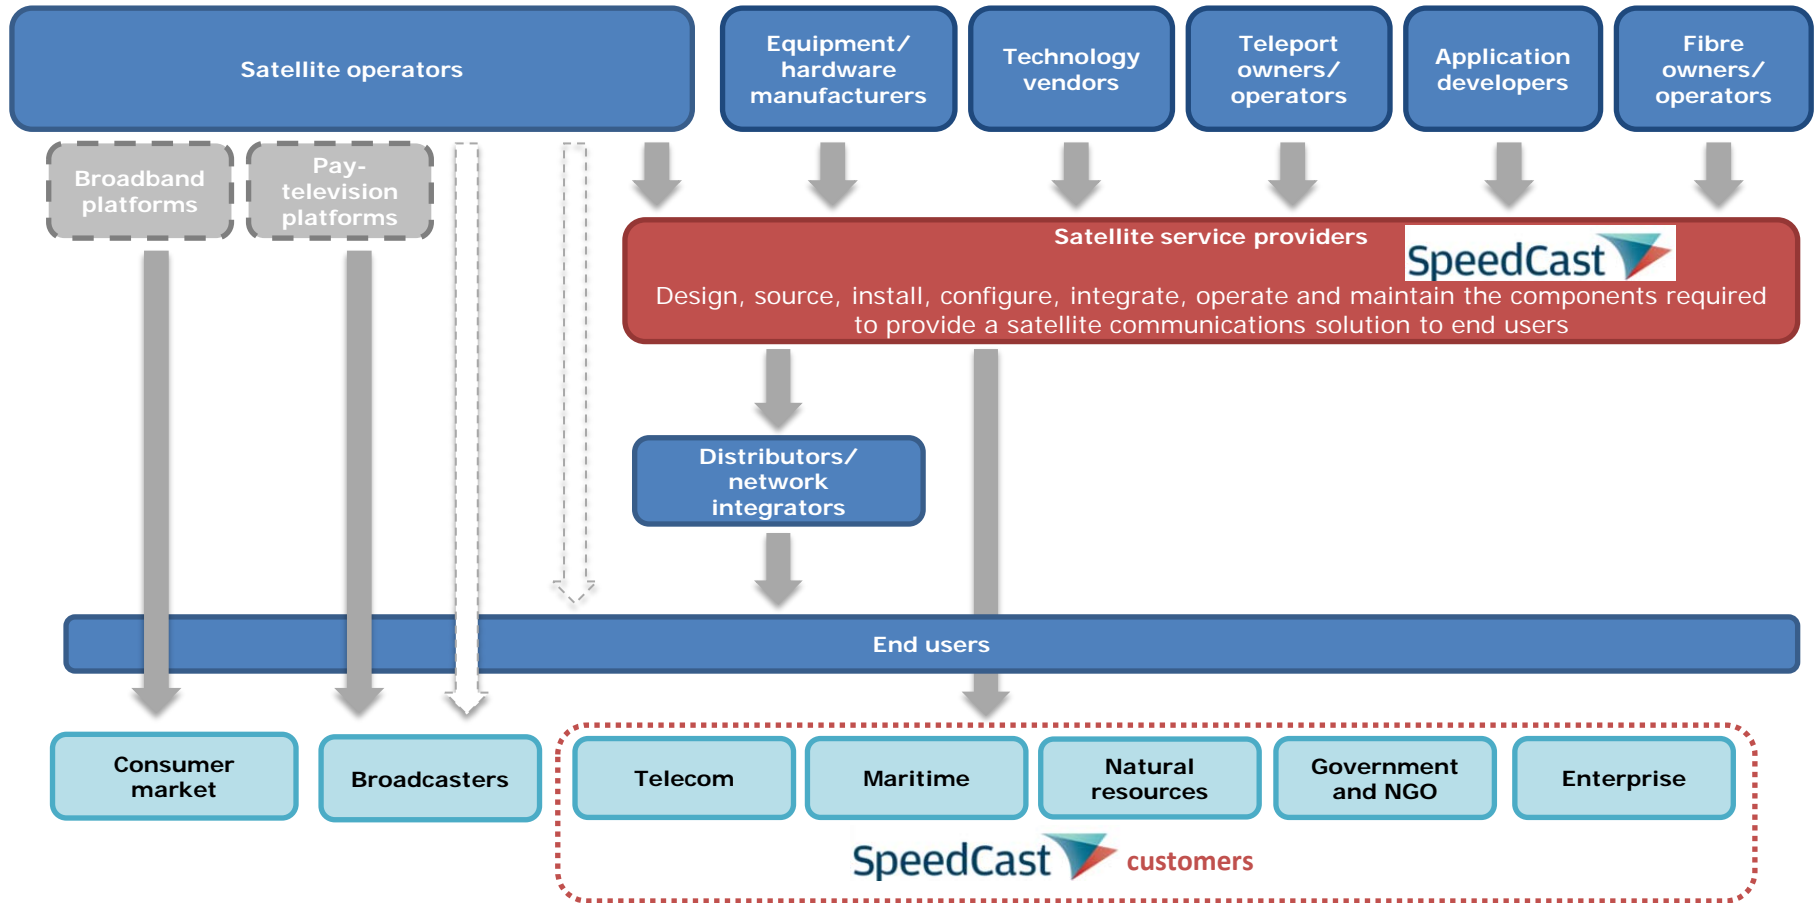 Satellite operators
Equipment/
hardware
manufacturers
Technology
vendors
Teleport
owners/
operators
Application
developers
Fibre
owners/
operators
Broadband
platforms
Pay-
television
platforms
Satellite service providers
SpeedCast
Design, source, install, configure, integrate, operate and maintain the components required
to provide a satellite communications solution to end users
Distributors/
network
integrators
End users
Consumer
market
Broadcasters
Telecom
Maritime
Natural
resources
Government
and NGO
Enterprise
SpeedCast customers